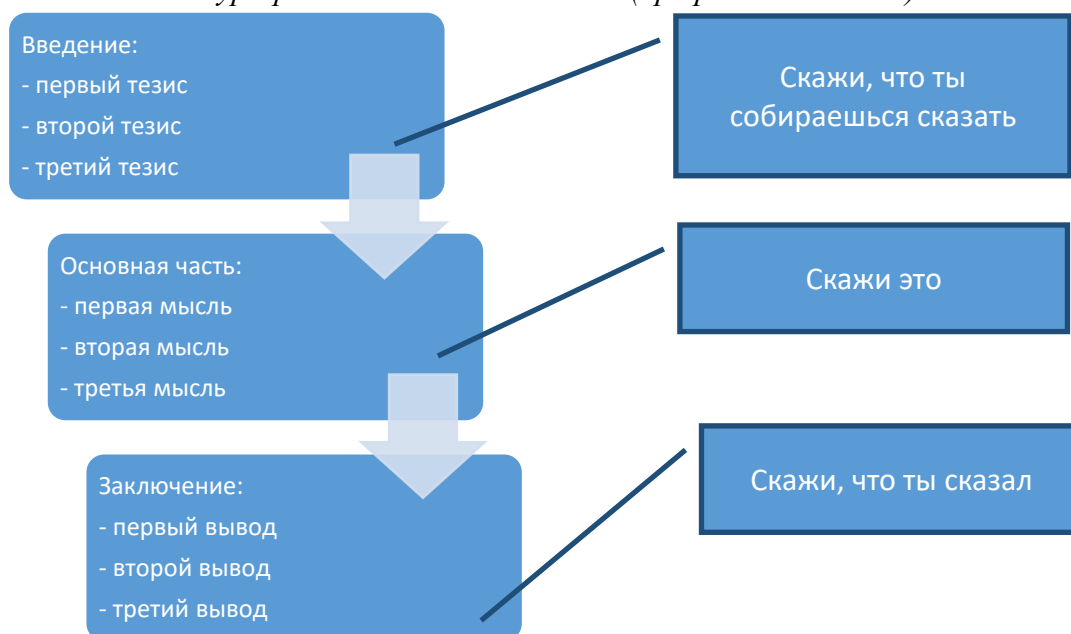 Введение:
- первый тезис
- второй тезис
- третий тезис
Скажи, что ты
собираешься сказать
Основная часть:
- первая мысль
- вторая мысль
- третья мысль
Скажи это
Заключение:
- первый вывод
- второй вывод
- третий вывод
Скажи, что ты сказал